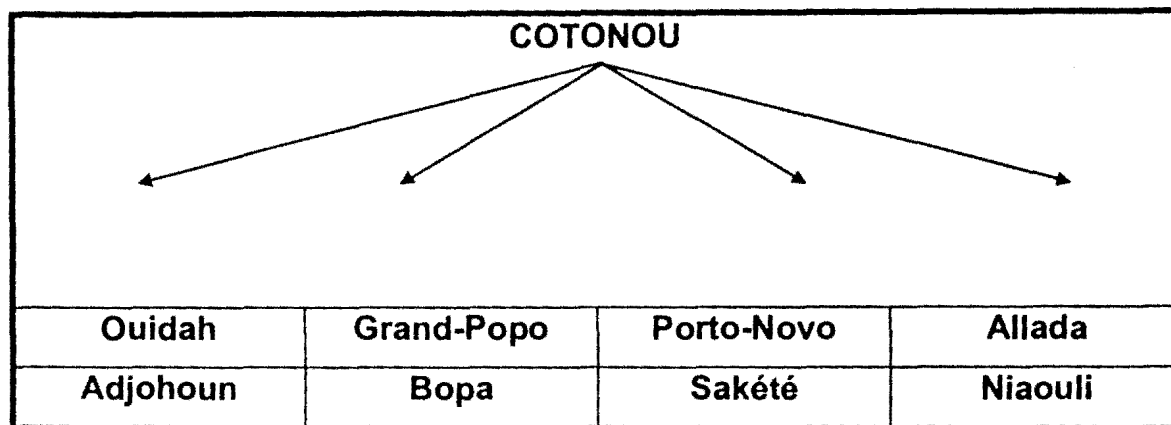 COTONOU
Ouidah Grand-Popo Porto-Novo Allada
Adjohoun Bopa Sakété Niaouli